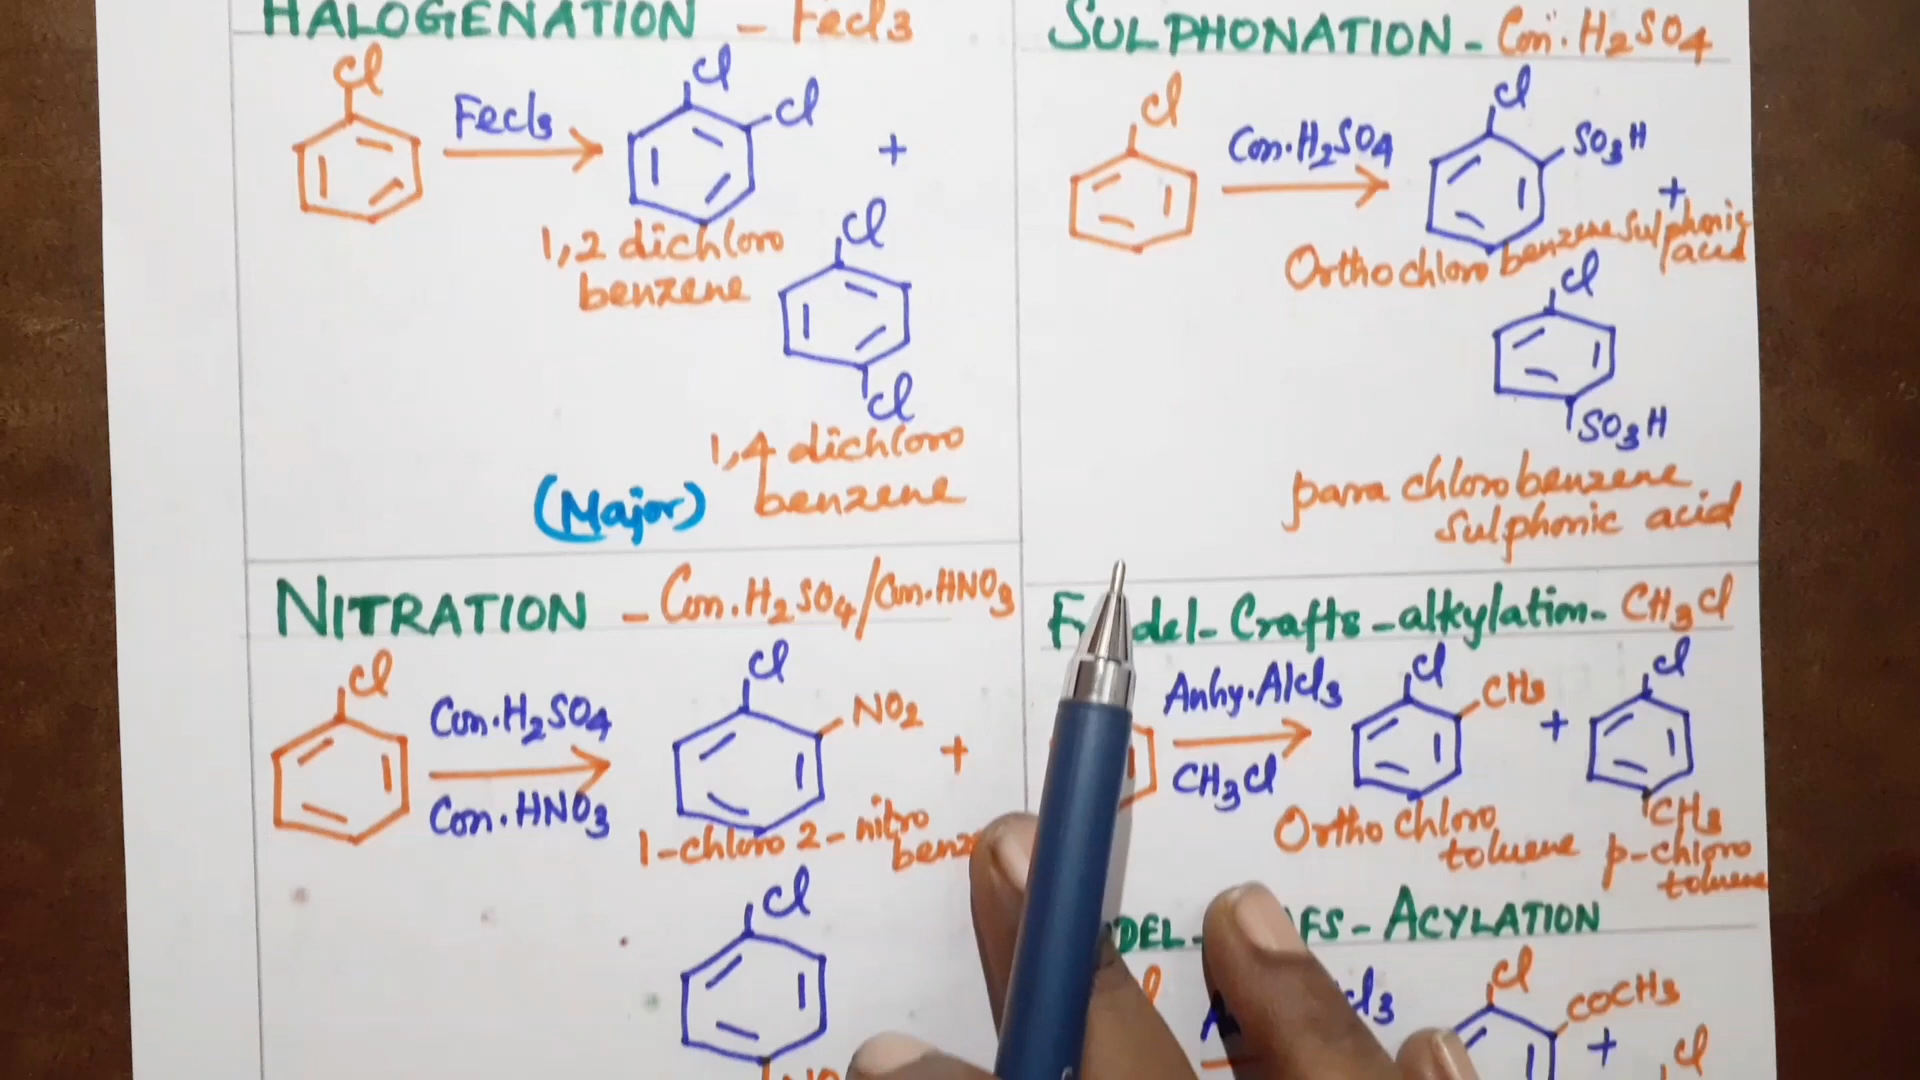 HALOGENATION - Fecl3
Cl
Fecl3
Cl
Cl
+
1,2 dichloro
benzene
Cl
Cl
1,4 dichloro
benzene
(Major)
SULPHONATION - Con. H2SO4
Cl
Con. H2SO4
Cl
SO3H
+
Ortho chloro benzene sulphonic
acid
Cl
SO3H
para chloro benzene
sulphonic acid
NITRATION - Con. H2SO4/Con. HNO3
Cl
Con. H2SO4
Con. HNO3
Cl
NO2
+
1-chloro 2-nitro
Cl
del-Crafts-alkylation- CH3Cl
Anhy. Alcl3
CH3Cl
Cl
CH3
+
Cl
CH3
Ortho chloro
toluene
p-chloro
toluene
ACYLATION
Cl
COCH3
+
Cl